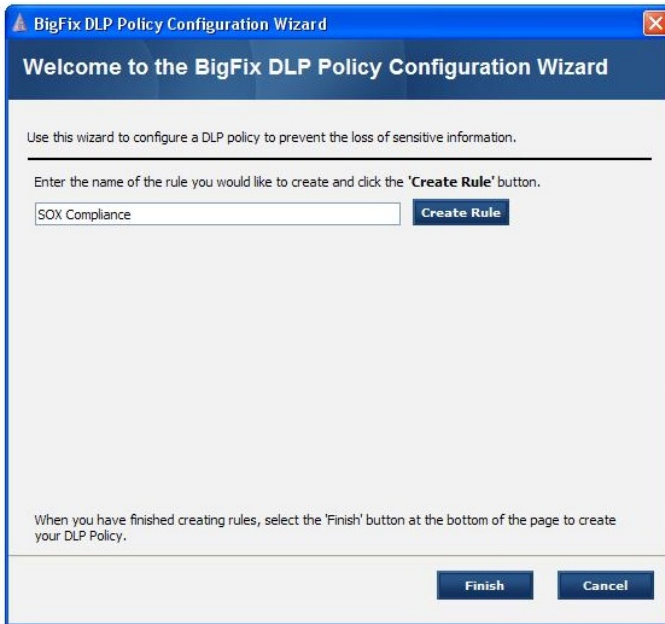 BigFix DLP Policy Configuration Wizard
Welcome to the BigFix DLP Policy Configuration Wizard
Use this wizard to configure a DLP policy to prevent the loss of sensitive information.
Enter the name of the rule you would like to create and click the 'Create Rule' button.
SOX Compliance
Create Rule
When you have finished creating rules, select the 'Finish' button at the bottom of the page to create
your DLP Policy.
Finish
Cancel